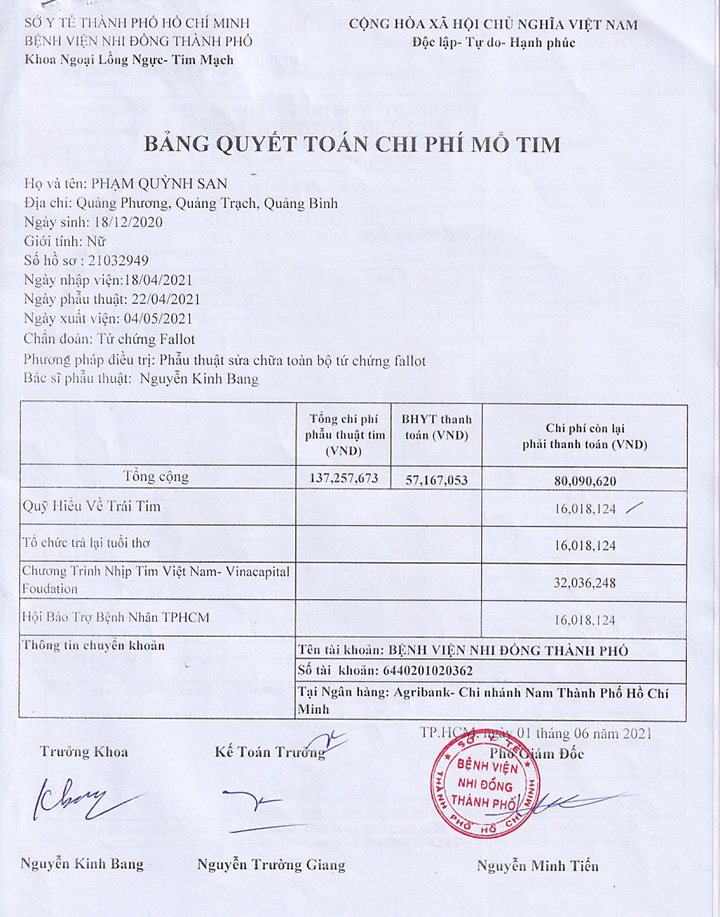 SỞ Y TẾ THÀNH PHỐ HỒ CHÍ MINH
BỆNH VIỆN NHI ĐỒNG THÀNH PHỐ
Khoa Ngoại Lồng Ngực- Tim Mạch
CỘNG HÒA XÃ HỘI CHỦ NGHĨA VIỆT NAM
Độc lập- Tự do- Hạnh phúc
BẢNG QUYẾT TOÁN CHI PHÍ MỔ TIM
Họ và tên: PHẠM QUỲNH SAN
Địa chỉ: Quảng Phương, Quảng Trạch, Quảng Bình
Ngày sinh: 18/12/2020
Giới tính: Nữ
Số hồ sơ : 21032949
Ngày nhập viện:18/04/2021
Ngày phẫu thuật: 22/04/2021
Ngày xuất viện: 04/05/2021
Chẩn đoán: Tứ chứng Fallot
Phương pháp điều trị: Phẫu thuật sửa chữa toàn bộ tứ chứng fallot
Bác sĩ phẫu thuật: Nguyễn Kinh Bang
Tổng chi phí
phẫu thuật tim
(VND)
BHYT thanh
toán (VND)
Chi phí còn lại
phải thanh toán (VND)
Tổng cộng 137,257,673 57,167,053 80,090,620
Quỹ Hiểu Về Trái Tim 16,018,124
Tổ chức trả lại tuổi thơ 16,018,124
Chương Trình Nhịp Tim Việt Nam- Vinacapital
Foudation 32,036,248
Hội Bảo Trợ Bệnh Nhân TPHCM 16,018,124
Thông tin chuyển khoản
Tên tài khoản: BỆNH VIỆN NHI ĐỒNG THÀNH PHỐ
Số tài khoản: 6440201020362
Tại Ngân hàng: Agribank- Chi nhánh Nam Thành Phố Hồ Chí
Minh
TP.HCM, ngày 01 tháng 06 năm 2021
Trưởng Khoa
Kế Toán Trưởng
Phó Giám Đốc
SỞ Y TẾ
BỆNH VIỆN
NHI ĐỒNG
THÀNH PHỐ
THÀNH PHỐ HỒ CHÍ MINH
Nguyễn Kinh Bang
Nguyễn Trường Giang
Nguyễn Minh Tiến